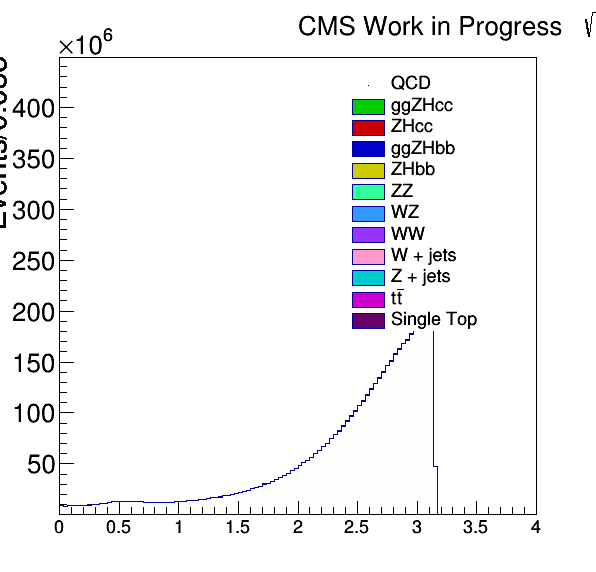 CMS Work in Progress √
×10⁶
QCD
ggZHcc
ZHcc
ggZHbb
ZHbb
ZZ
WZ
WW
W + jets
Z + jets
tt̄
Single Top
400
350
300
250
200
150
100
50
0 0.5 1 1.5 2 2.5 3 3.5 4